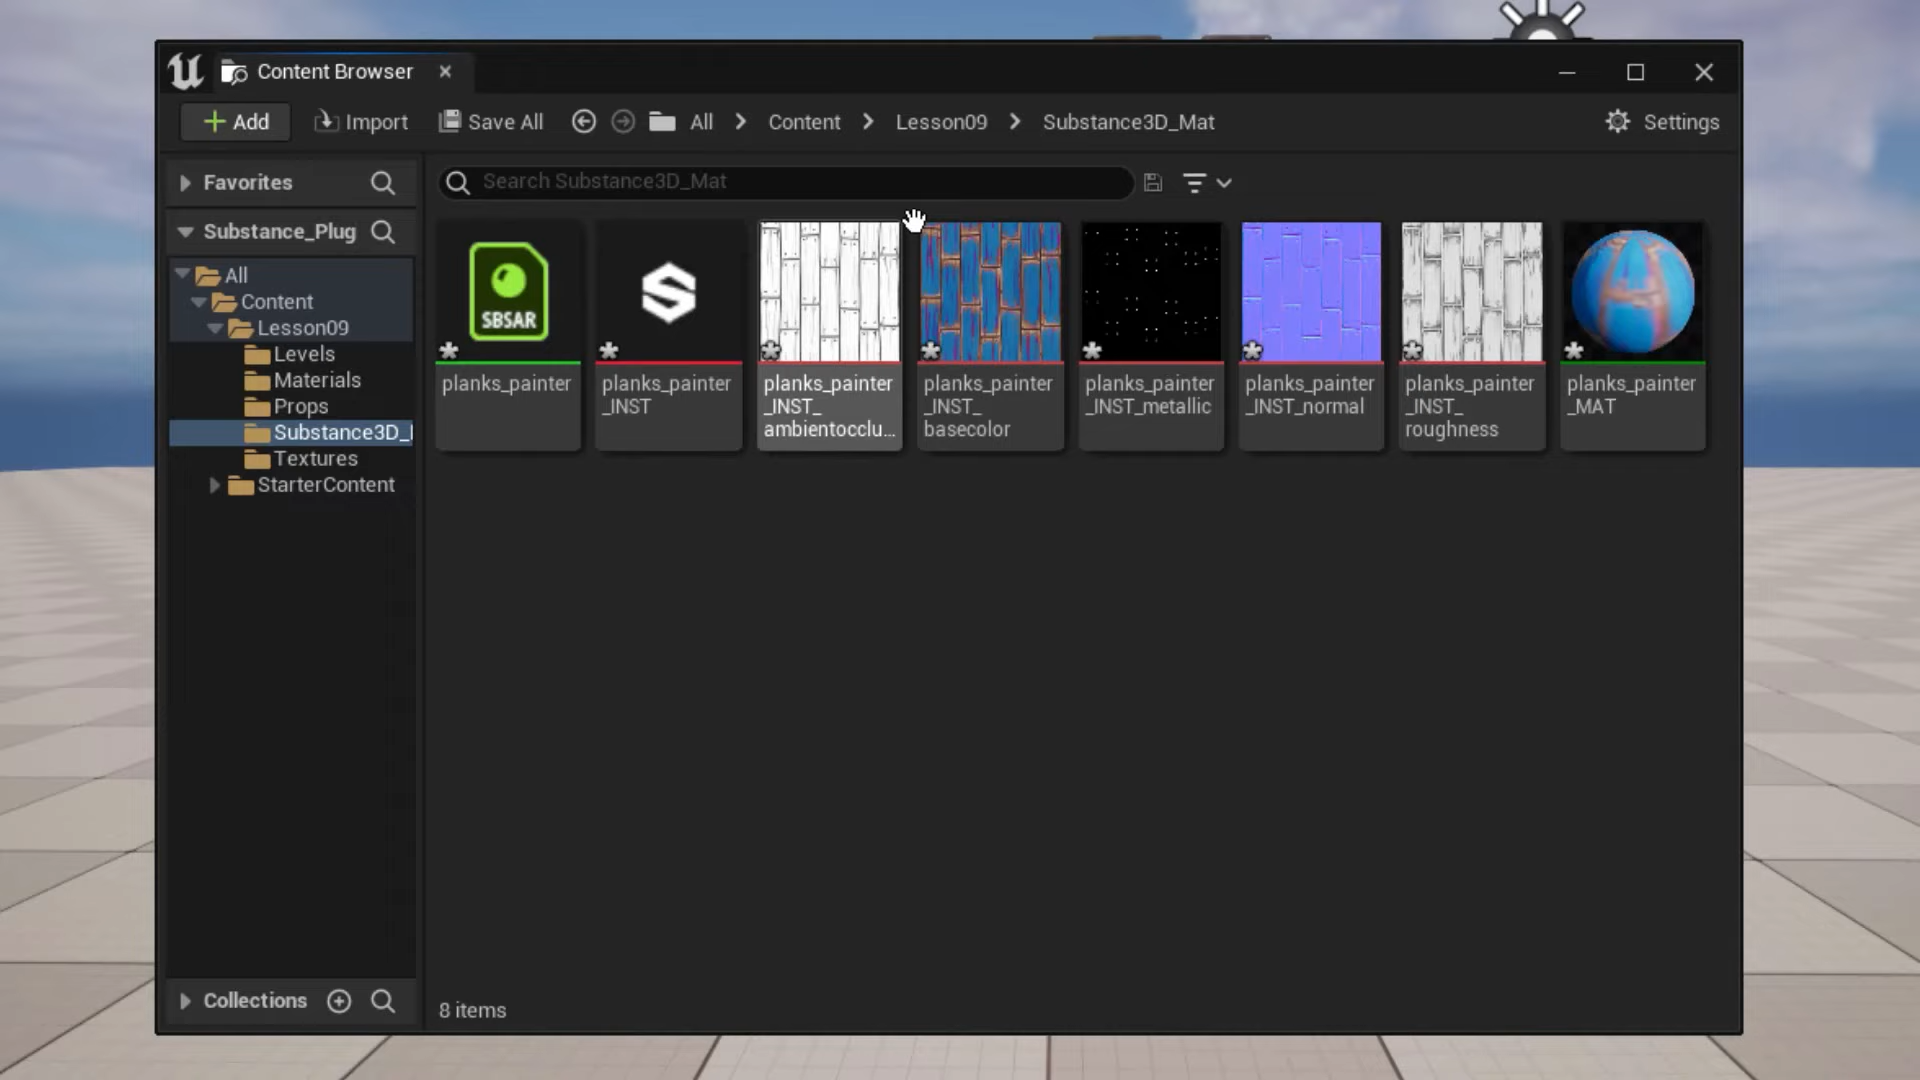 Content Browser
Add
Import
Save All
All
Content
Lesson09
Substance3D_Mat
Settings
Favorites
Search Substance3D_Mat
Substance_Plug
All
Content
Lesson09
Levels
Materials
Props
Substance3D_
Textures
StarterContent
SBSAR
planks_painter
planks_painter
_INST
planks_painter
_INST_
ambientocclu...
planks_painter
_INST_
basecolor
planks_painter
_INST_metallic
planks_painter
_INST_normal
planks_painter
_INST_
roughness
planks_painter
_MAT
Collections
8 items